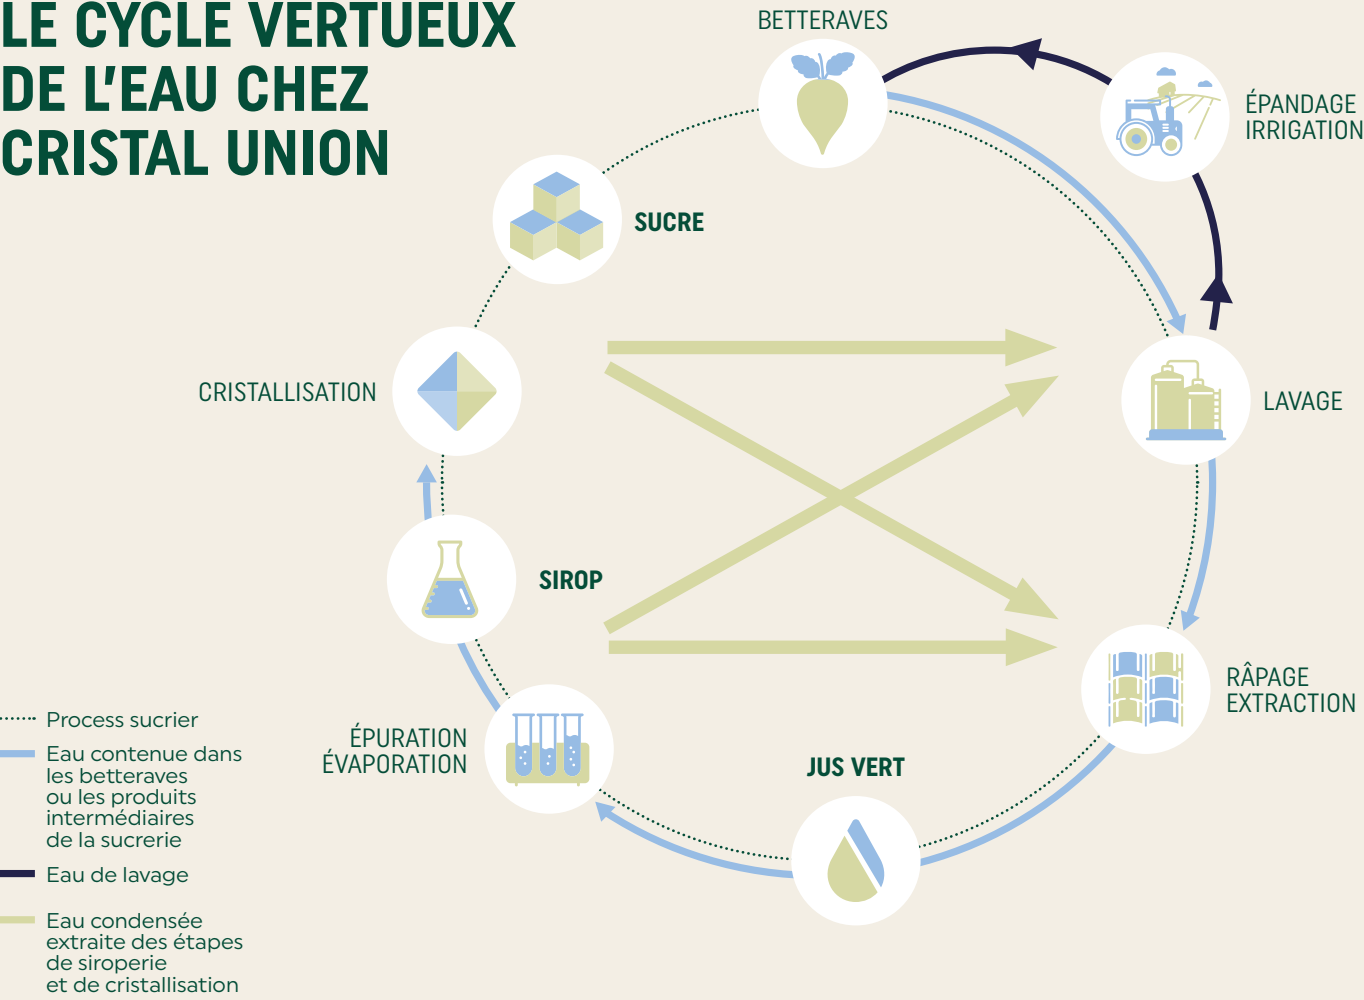 LE CYCLE VERTUEUX
DE L'EAU CHEZ
CRISTAL UNION
BETTERAVES
ÉPANDAGE
IRRIGATION
SUCRE
CRISTALLISATION
LAVAGE
SIROP
RÂPAGE
EXTRACTION
ÉPURATION
ÉVAPORATION
JUS VERT
Process sucrier
Eau contenue dans
les betteraves
ou les produits
intermédiaires
de la sucrerie
Eau de lavage
Eau condensée
extraite des étapes
de siroperie
et de cristallisation